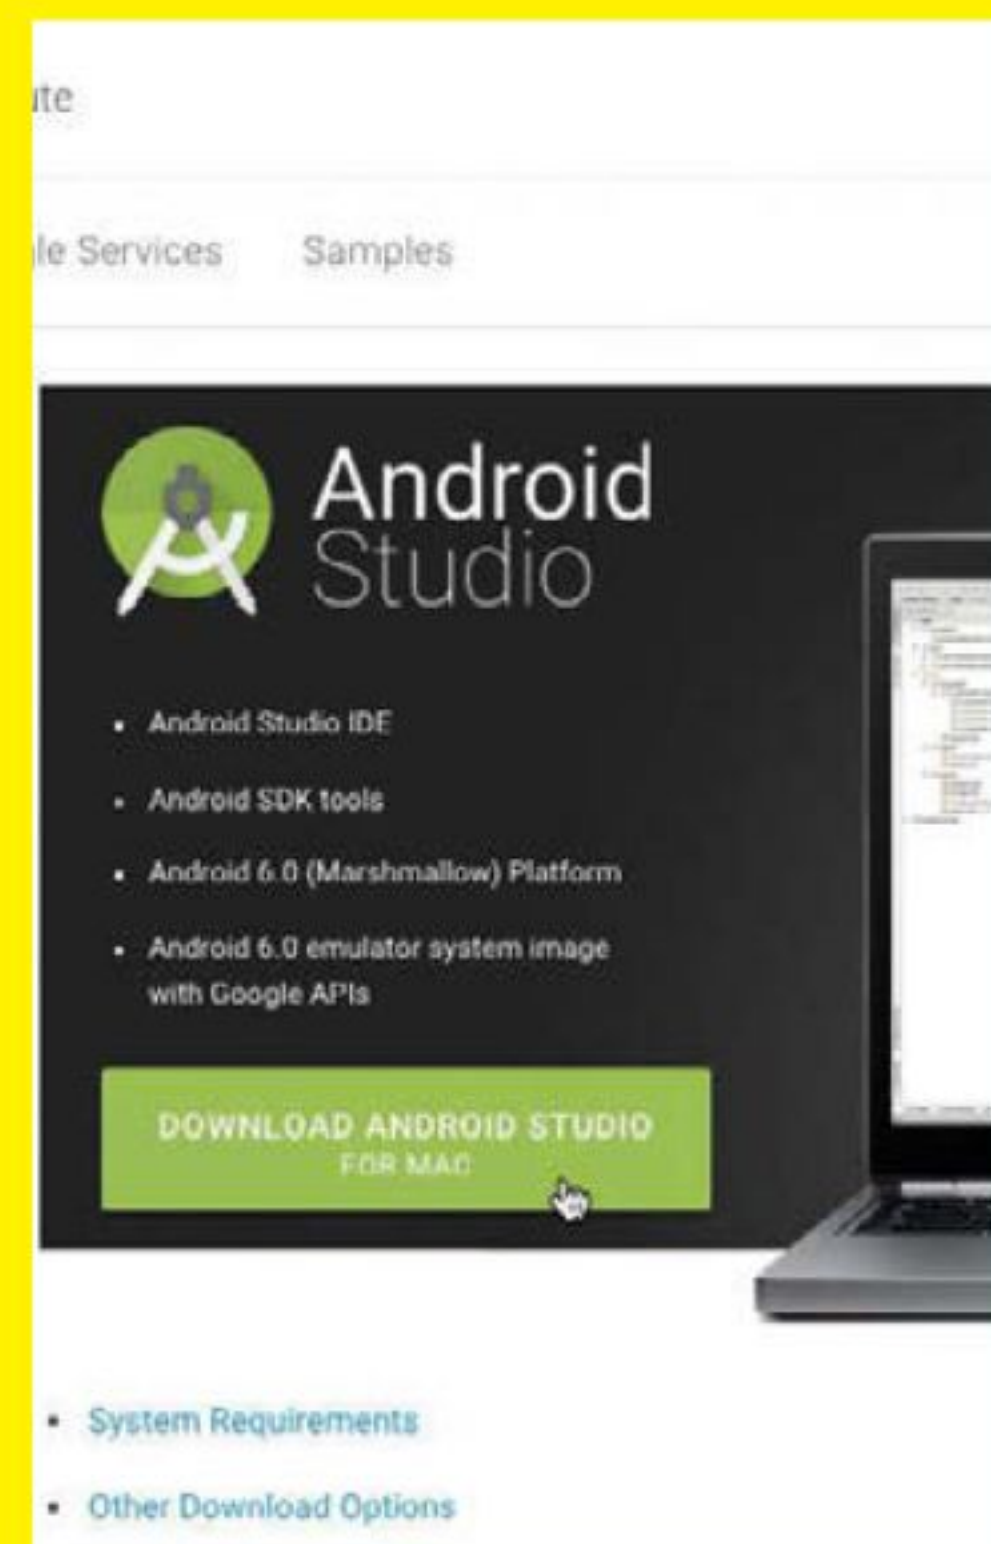 ute
le Services Samples
Android
Studio
• Android Studio IDE
• Android SDK tools
• Android 6.0 (Marshmallow) Platform
• Android 6.0 emulator system image
with Google APIs
DOWNLOAD ANDROID STUDIO
FOR MAC
• System Requirements
• Other Download Options